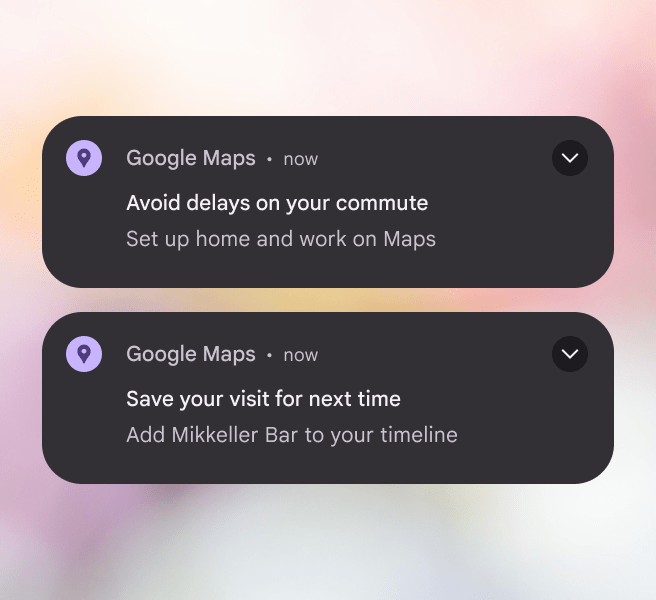 Google Maps • now
Avoid delays on your commute
Set up home and work on Maps
Google Maps • now
Save your visit for next time
Add Mikkeller Bar to your timeline